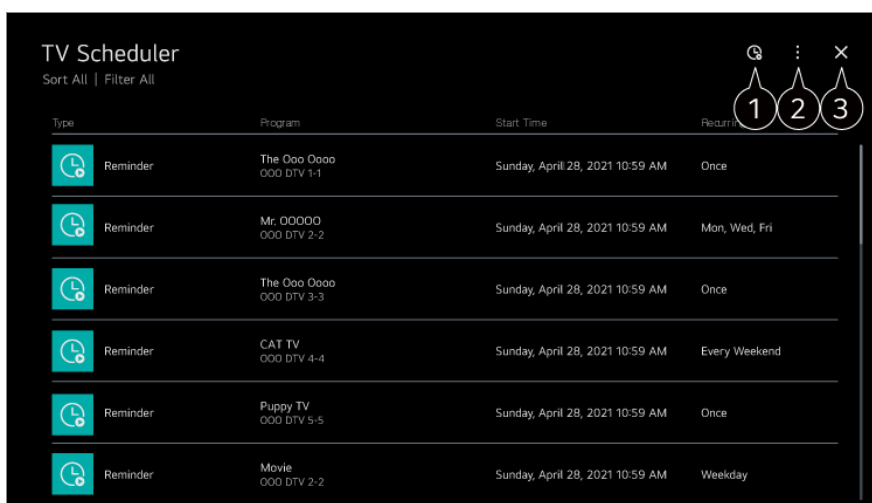 TV Scheduler
Sort All | Filter All
1 2 3
Type Program Start Time Recurring
Reminder The Ooo Oooo Sunday, April 28, 2021 10:59 AM Once
OOO DTV 1-1
Reminder Mr. OOOOO Sunday, April 28, 2021 10:59 AM Mon, Wed, Fri
OOO DTV 2-2
Reminder The Ooo Oooo Sunday, April 28, 2021 10:59 AM Once
OOO DTV 3-3
Reminder CAT TV Sunday, April 28, 2021 10:59 AM Every Weekend
OOO DTV 4-4
Reminder Puppy TV Sunday, April 28, 2021 10:59 AM Once
OOO DTV 5-5
Reminder Movie Sunday, April 28, 2021 10:59 AM Weekday
OOO DTV 2-2